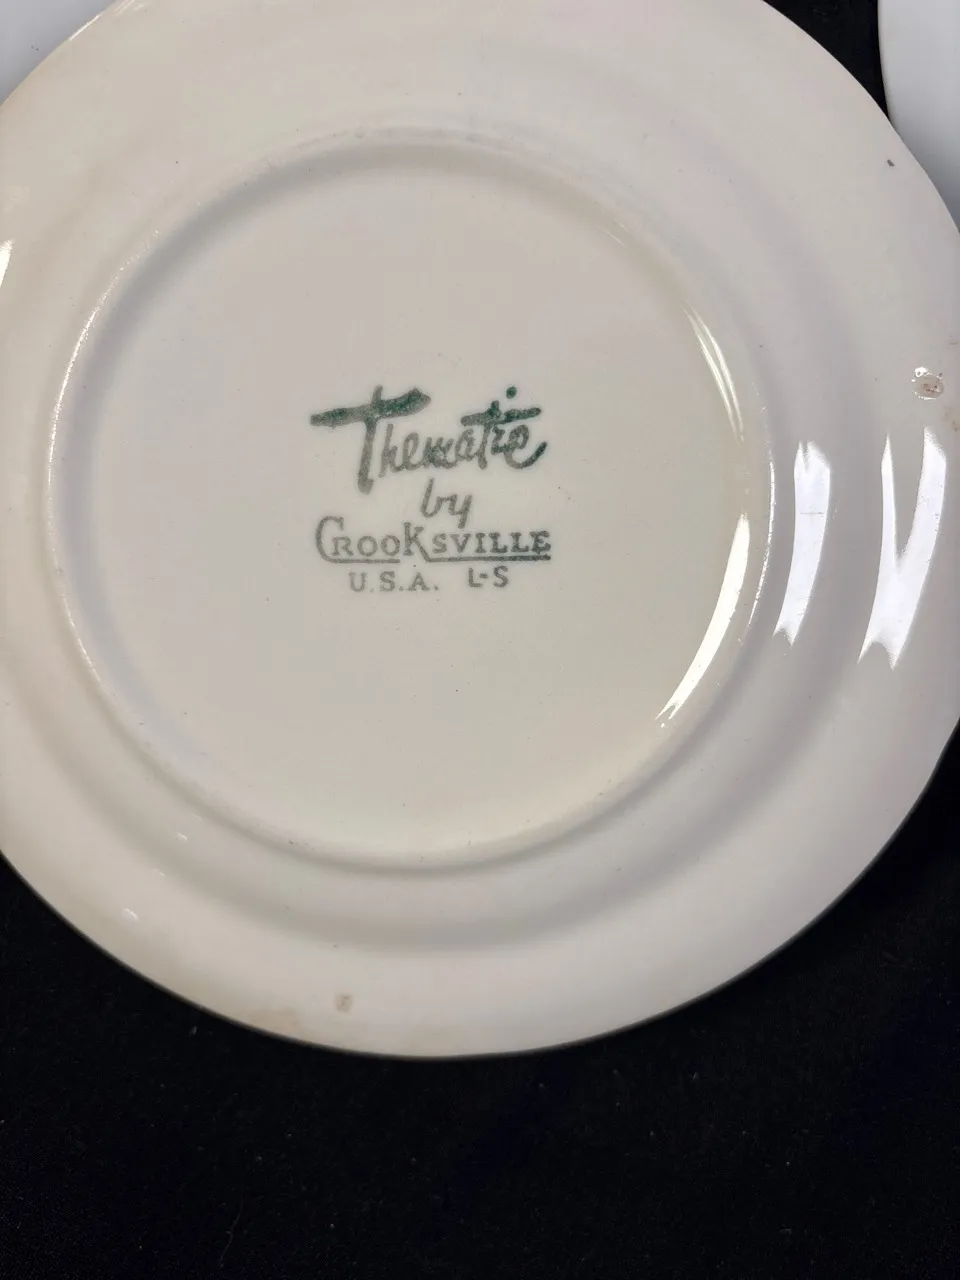 Thematic
by
CROOKSVILLE
U.S.A. L-S